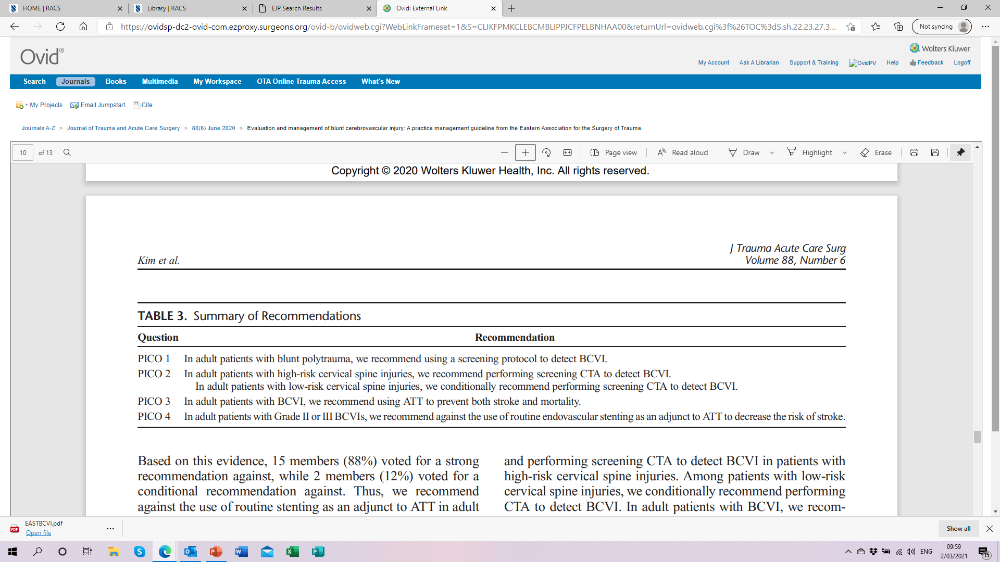 HOME | RACS
Library | RACS
EJP Search Results
Ovid: External Link
https://ovidsp-dc2-ovid-com.ezproxy.surgeons.org/ovid-b/ovidweb.cgi?WebLinkFrameset=1&S=CLIKFPMKCLEBCMBLIPPJCFPELBNHAA00&returnUrl=ovidweb.cgi%3f%26TOC%3dS.sh.22.23.27.3...
Not syncing
Ovid®
Wolters Kluwer
My Account Ask A Librarian Support & Training OvidPV Help Feedback Logoff
Search Journals Books Multimedia My Workspace OTA Online Trauma Access What's New
+ My Projects Email Jumpstart Cite
Journals A-Z > Journal of Trauma and Acute Care Surgery > 88(6) June 2020 > Evaluation and management of blunt cerebrovascular injury: A practice management guideline from the Eastern Association for the Surgery of Trauma.
10 of 13 Page view Read aloud Draw Highlight Erase
Copyright © 2020 Wolters Kluwer Health, Inc. All rights reserved.
J Trauma Acute Care Surg
Kim et al. Volume 88, Number 6
TABLE 3. Summary of Recommendations
Question Recommendation
PICO 1 In adult patients with blunt polytrauma, we recommend using a screening protocol to detect BCVI.
PICO 2 In adult patients with high-risk cervical spine injuries, we recommend performing screening CTA to detect BCVI.
In adult patients with low-risk cervical spine injuries, we conditionally recommend performing screening CTA to detect BCVI.
PICO 3 In adult patients with BCVI, we recommend using ATT to prevent both stroke and mortality.
PICO 4 In adult patients with Grade II or III BCVIs, we recommend against the use of routine endovascular stenting as an adjunct to ATT to decrease the risk of stroke.
Based on this evidence, 15 members (88%) voted for a strong
recommendation against, while 2 members (12%) voted for a
conditional recommendation against. Thus, we recommend
against the use of routine stenting as an adjunct to ATT in adult
and performing screening CTA to detect BCVI in patients with
high-risk cervical spine injuries. Among patients with low-risk
cervical spine injuries, we conditionally recommend performing
CTA to detect BCVI. In adult patients with BCVI, we recom-
PDF
EASTBCVI.pdf
Open file
Show all
ENG
09:59
2/03/2021
15